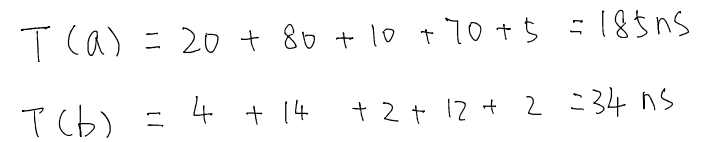 T(a) = 20 + 80 + 10 + 70 + 5 = 185ns
T(b) = 4 + 14 + 2 + 12 + 2 = 34 ns